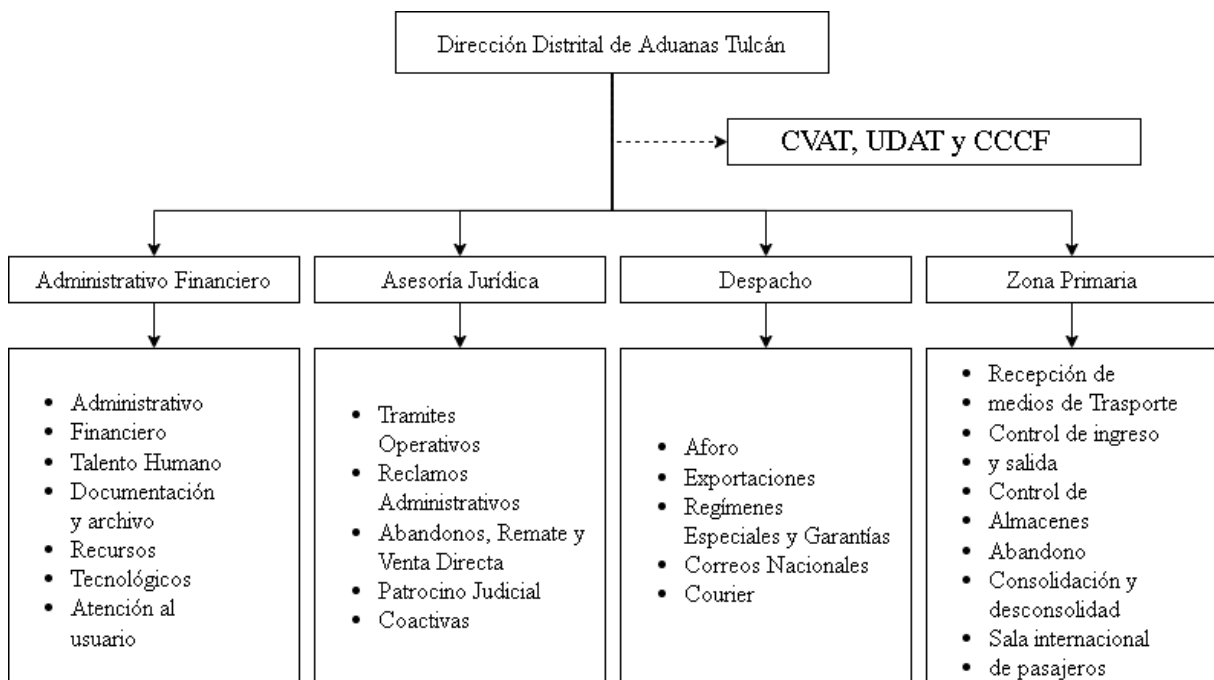 Dirección Distrital de Aduanas Tulcán
CVAT, UDAT y CCCF
Administrativo Financiero
Asesoría Jurídica
Despacho
Zona Primaria
• Administrativo
• Financiero
• Talento Humano
• Documentación
y archivo
• Recursos
• Tecnológicos
• Atención al
usuario
• Tramites
Operativos
• Reclamos
Administrativos
• Abandonos, Remate y
Venta Directa
• Patrocino Judicial
• Coactivas
• Aforo
• Exportaciones
• Regímenes
Especiales y Garantías
• Correos Nacionales
• Courier
• Recepción de
• medios de Trasporte
• Control de ingreso
• y salida
• Control de
• Almacenes
• Abandono
• Consolidación y
desconsolidad
• Sala internacional
• de pasajeros